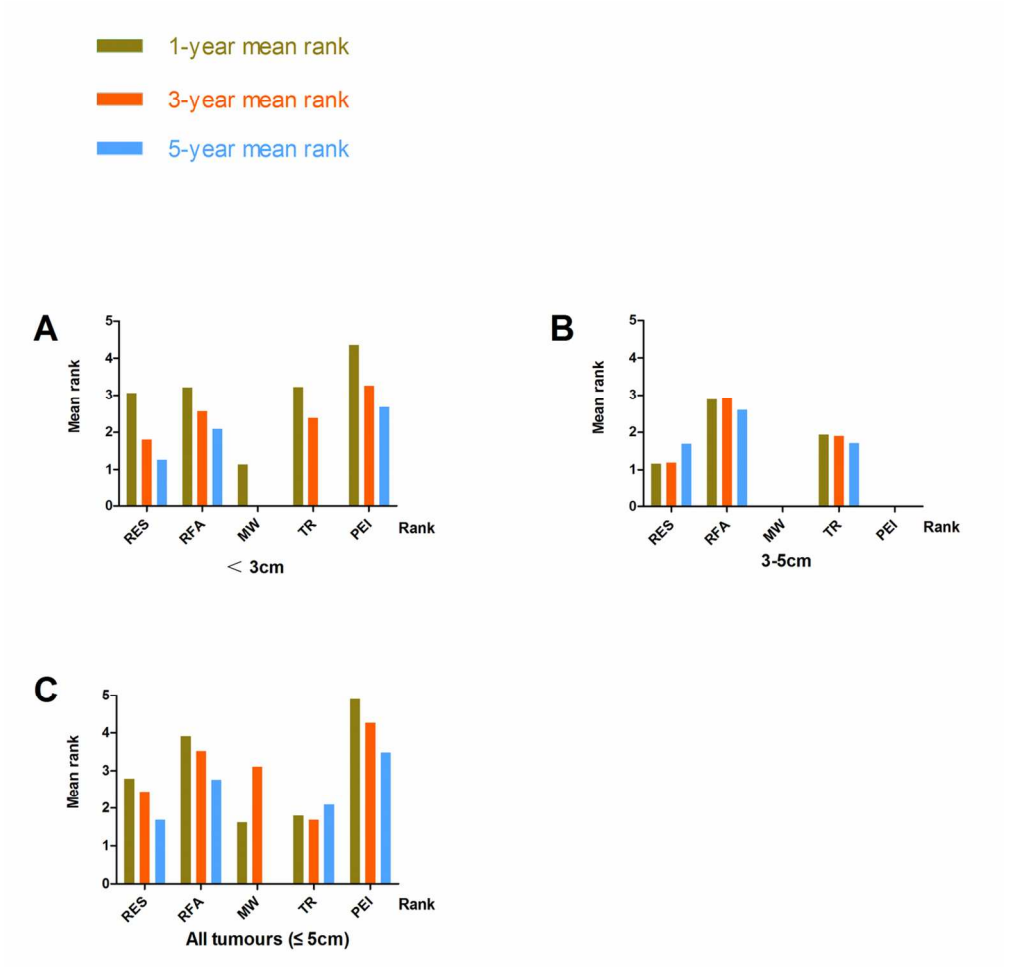 1-year mean rank
3-year mean rank
5-year mean rank
A
5
4
3
2
1
0
Mean rank
RES
RFA
MW
TR
PEI
Rank
< 3cm
B
5
4
3
2
1
0
Mean rank
RES
RFA
MW
TR
PEI
Rank
3-5cm
C
5
4
3
2
1
0
Mean rank
RES
RFA
MW
TR
PEI
Rank
All tumours (≤ 5cm)